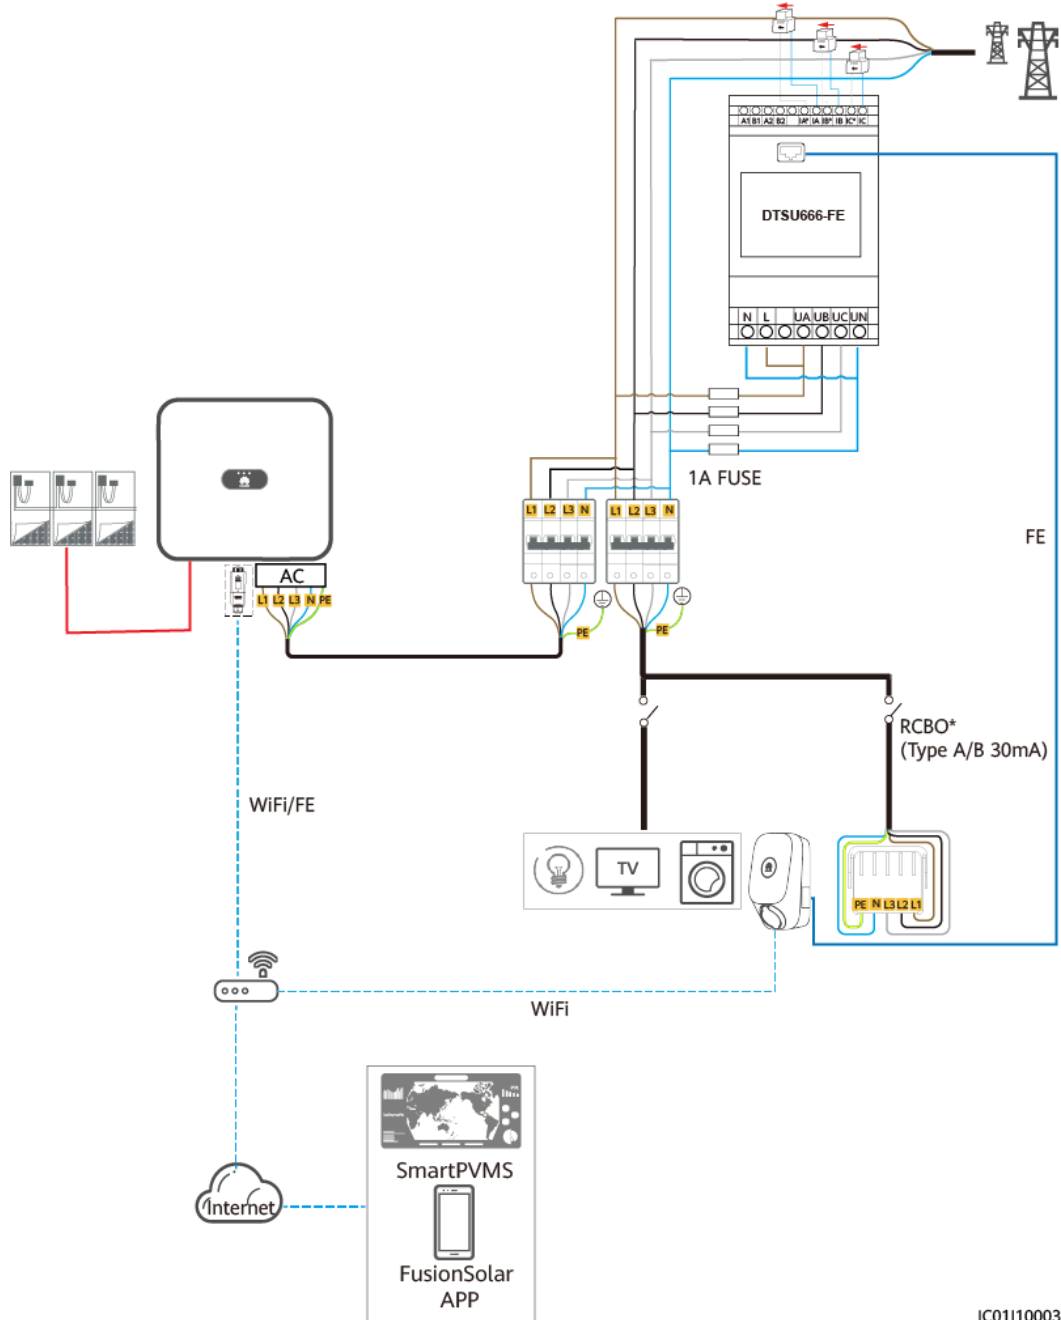 A1 B1 A2 B2 IA* IA IB* IB IC* IC
DTSU666-FE
N L UA UB UC UN
1A FUSE
L1 L2 L3 N
L1 L2 L3 N
FE
AC
L1 L2 L3 N PE
PE
PE
RCBO*
(Type A/B 30mA)
WiFi/FE
TV
PE N L3 L2 L1
WiFi
SmartPVMS
Internet
FusionSolar
APP
IC01I10003